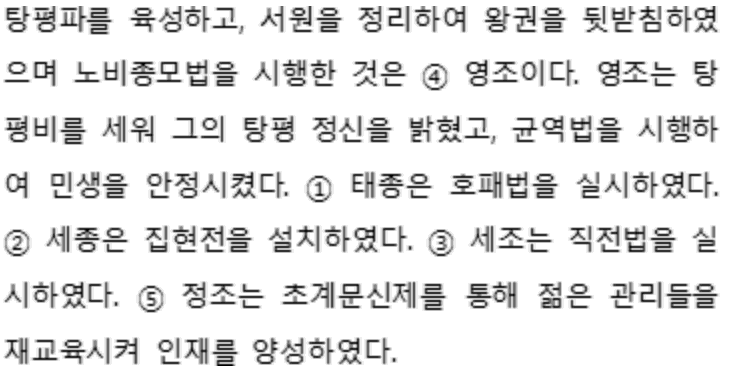 탕평파를 육성하고, 서원을 정리하여 왕권을 뒷받침하였
으며 노비종모법을 시행한 것은 ④ 영조이다. 영조는 탕
평비를 세워 그의 탕평 정신을 밝혔고, 균역법을 시행하
여 민생을 안정시켰다. ① 태종은 호패법을 실시하였다.
② 세종은 집현전을 설치하였다. ③ 세조는 직전법을 실
시하였다. ⑤ 정조는 초계문신제를 통해 젊은 관리들을
재교육시켜 인재를 양성하였다.